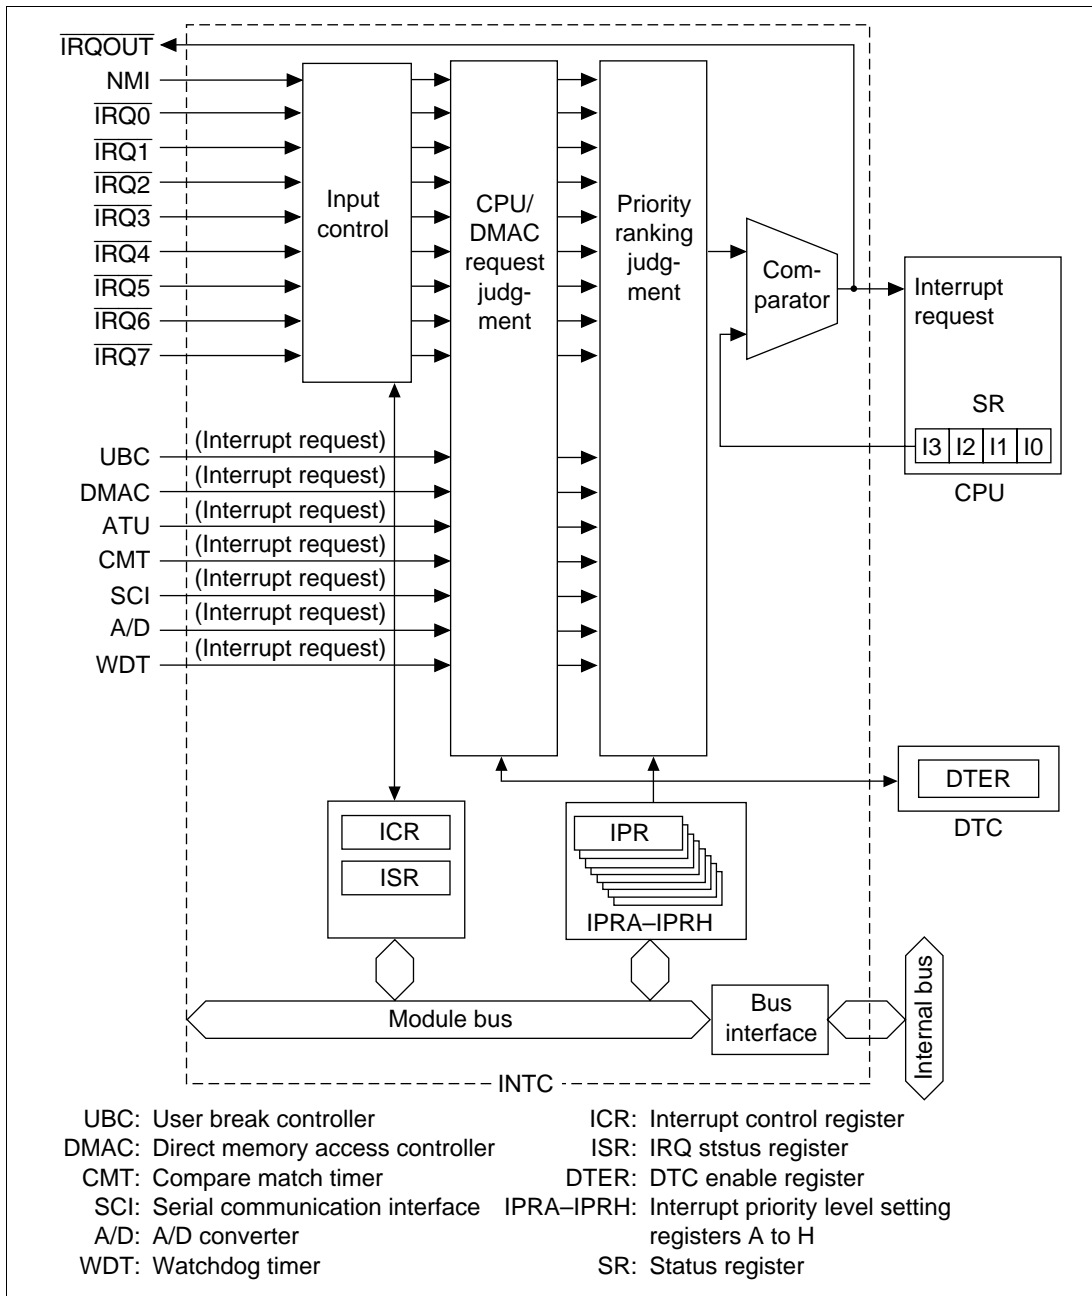 IRQOUT
NMI
IRQ0
IRQ1
IRQ2
IRQ3
IRQ4
IRQ5
IRQ6
IRQ7
Input
control
CPU/
DMAC
request
judg-
ment
Priority
ranking
judg-
ment
Com-
parator
Interrupt
request
SR
I3 I2 I1 I0
CPU
UBC (Interrupt request)
DMAC (Interrupt request)
ATU (Interrupt request)
CMT (Interrupt request)
SCI (Interrupt request)
A/D (Interrupt request)
WDT (Interrupt request)
DTER
DTC
ICR
ISR
IPR
IPRA–IPRH
Module bus
Bus
interface
Internal bus
INTC
UBC: User break controller
DMAC: Direct memory access controller
CMT: Compare match timer
SCI: Serial communication interface
A/D: A/D converter
WDT: Watchdog timer
ICR: Interrupt control register
ISR: IRQ ststus register
DTER: DTC enable register
IPRA–IPRH: Interrupt priority level setting
registers A to H
SR: Status register